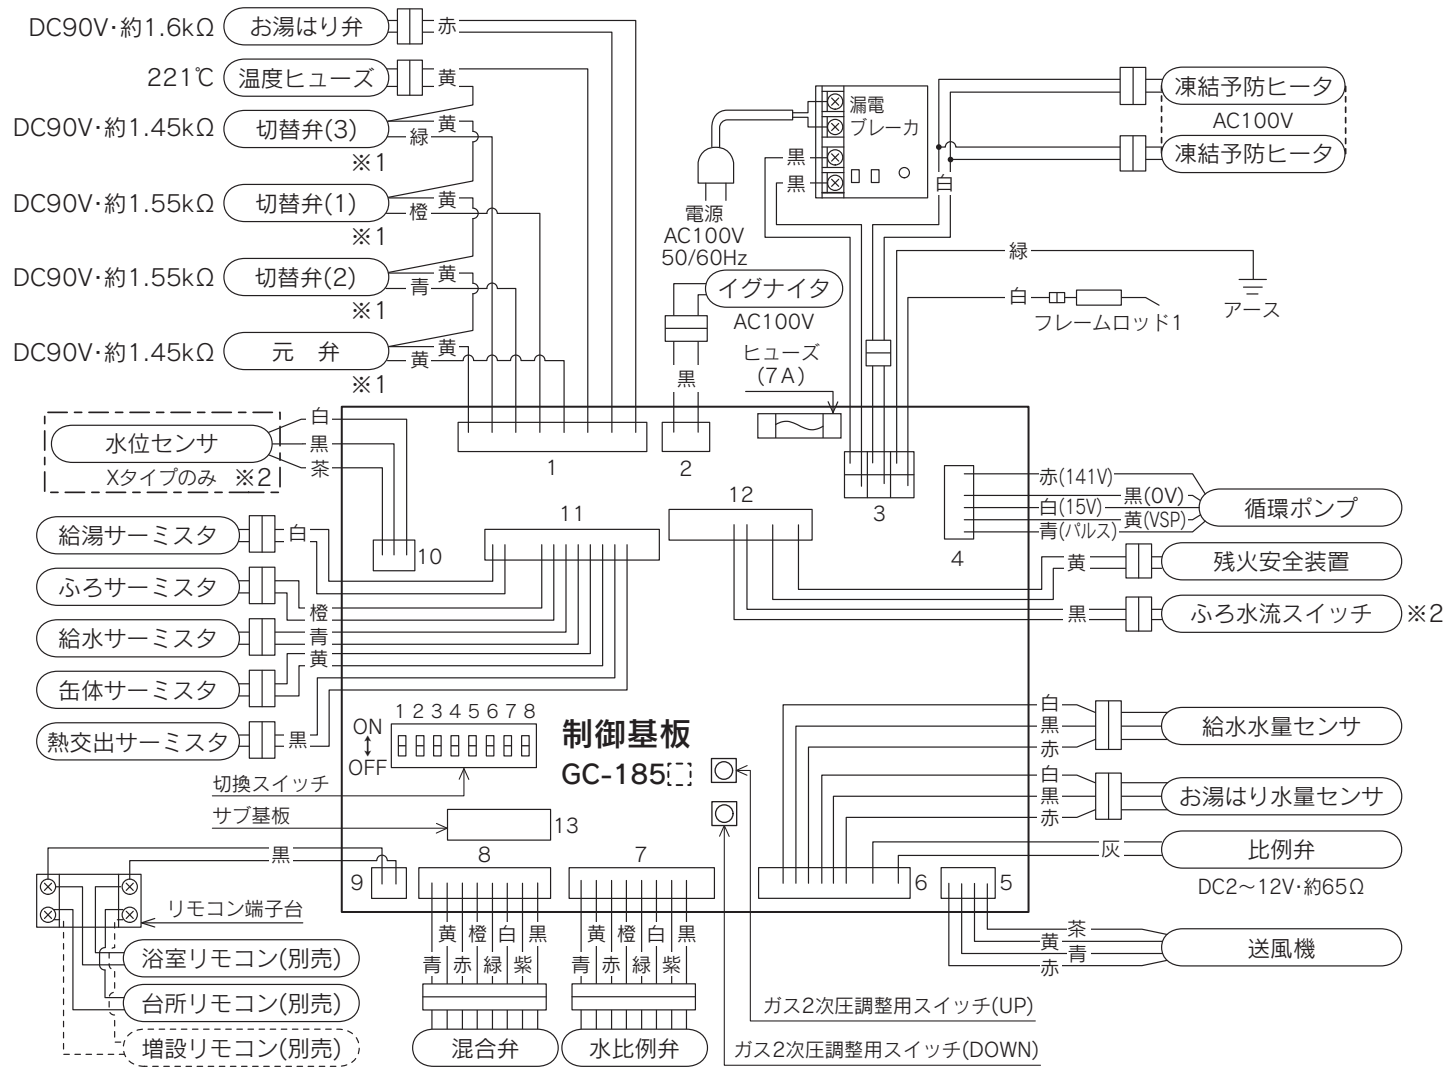 DC90V･約1.6kΩ
お湯はり弁
赤
221℃
温度ヒューズ
黄
DC90V･約1.45kΩ
切替弁(3)
黄
緑
※1
DC90V･約1.55kΩ
切替弁(1)
黄
橙
※1
DC90V･約1.55kΩ
切替弁(2)
黄
青
※1
DC90V･約1.45kΩ
元 弁
黄
黄
※1
漏電
ブレーカ
黒
黒
電源
AC100V
50/60Hz
イグナイタ
AC100V
黒
ヒューズ
(7A)
凍結予防ヒータ
AC100V
凍結予防ヒータ
白
緑
アース
白
フレームロッド1
水位センサ
Xタイプのみ ※2
白
黒
茶
1
2
3
4
赤(141V)
黒(0V)
白(15V)
黄(VSP)
青(パルス)
循環ポンプ
12
11
10
給湯サーミスタ
白
ふろサーミスタ
橙
給水サーミスタ
青
黄
缶体サーミスタ
熱交出サーミスタ
黒
黄
残火安全装置
黒
ふろ水流スイッチ
※2
1 2 3 4 5 6 7 8
ON
OFF
切換スイッチ
制御基板
GC-185
サブ基板
13
白
黒
赤
給水水量センサ
白
黒
赤
お湯はり水量センサ
灰
比例弁
DC2～12V･約65Ω
黒
9
8
7
6
5
リモコン端子台
浴室リモコン(別売)
台所リモコン(別売)
増設リモコン(別売)
黄 橙 白 黒
青 赤 緑 紫
混合弁
黄 橙 白 黒
青 赤 緑 紫
水比例弁
茶
黄
青
赤
送風機
ガス2次圧調整用スイッチ(UP)
ガス2次圧調整用スイッチ(DOWN)